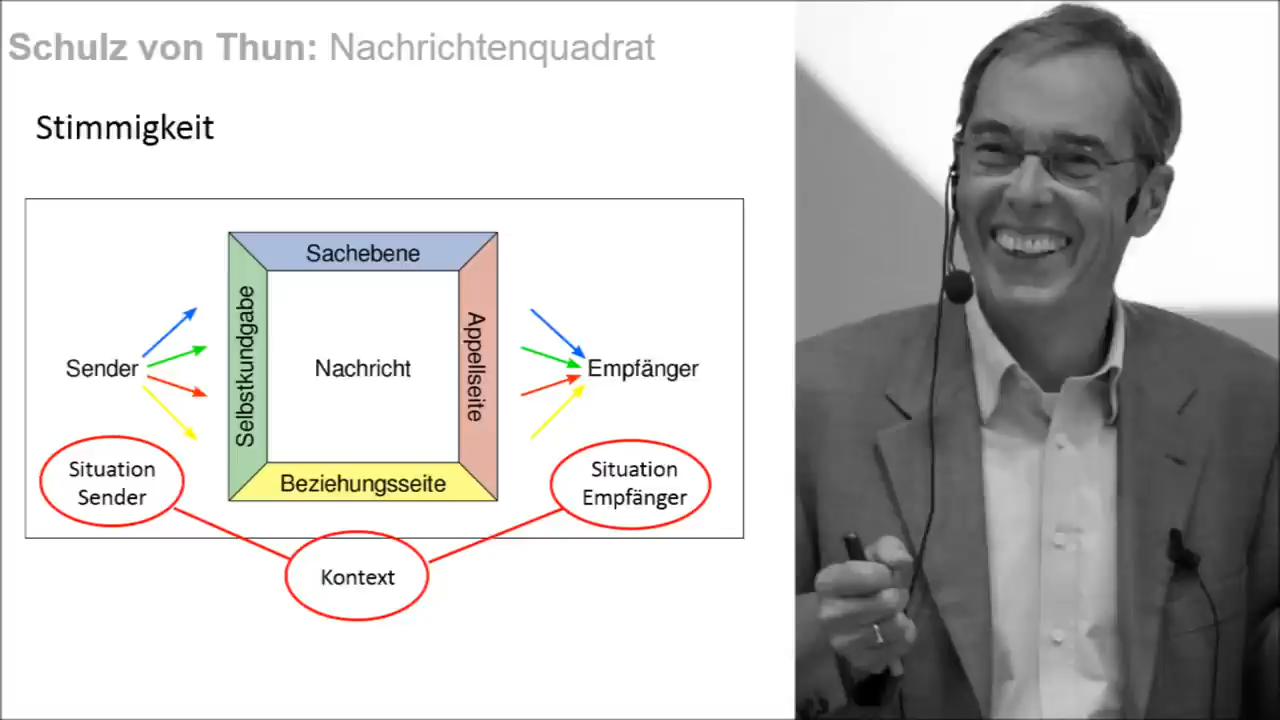 Schulz von Thun: Nachrichtenquadrat
Stimmigkeit
Sachebene
Selbstkundgabe
Appellseite
Sender
Nachricht
Empfänger
Beziehungsseite
Situation
Sender
Situation
Empfänger
Kontext